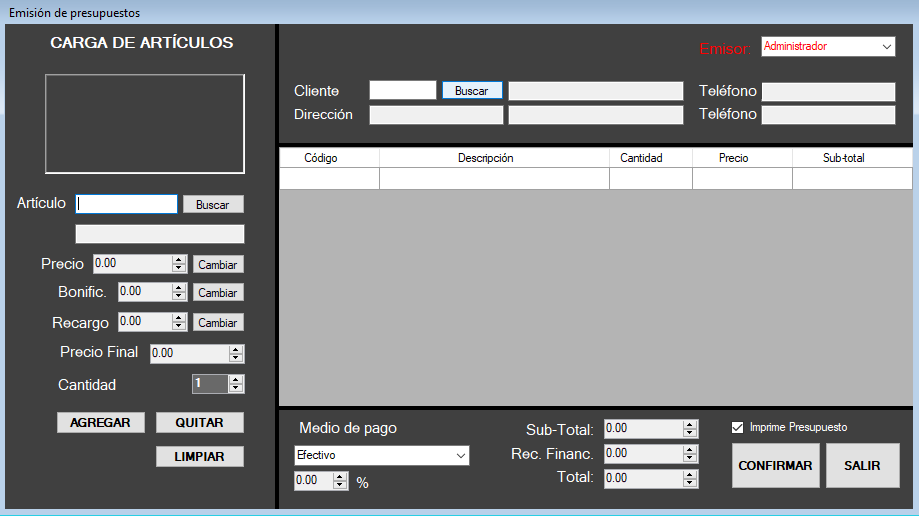 Emisión de presupuestos
CARGA DE ARTÍCULOS
Artículo
Buscar
Precio 0.00 Cambiar
Bonific. 0.00 Cambiar
Recargo 0.00 Cambiar
Precio Final 0.00
Cantidad 1
AGREGAR QUITAR
LIMPIAR
Emisor: Administrador
Cliente Buscar Teléfono
Dirección Teléfono
Código Descripción Cantidad Precio Sub-total
Medio de pago
Efectivo
0.00 %
Sub-Total: 0.00
Rec. Financ. 0.00
Total: 0.00
Imprime Presupuesto
CONFIRMAR SALIR